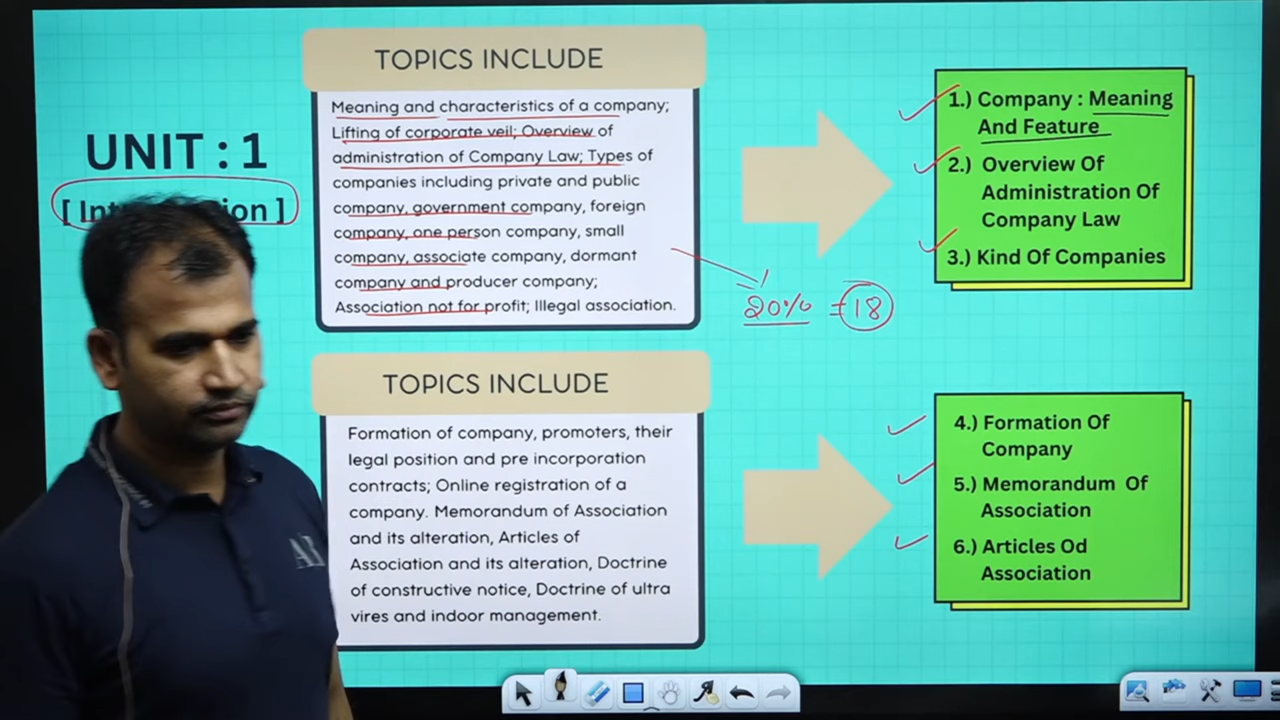 UNIT : 1
TOPICS INCLUDE
Meaning and characteristics of a company;
Lifting of corporate veil; Overview of
administration of Company Law; Types of
companies including private and public
company, government company, foreign
company, one person company, small
company, associate company, dormant
company and producer company;
Association not for profit; Illegal association.
20% = 18
1.) Company : Meaning
And Feature
2.) Overview Of
Administration Of
Company Law
3.) Kind Of Companies
TOPICS INCLUDE
Formation of company, promoters, their
legal position and pre incorporation
contracts; Online registration of a
company. Memorandum of Association
and its alteration, Articles of
Association and its alteration, Doctrine
of constructive notice, Doctrine of ultra
vires and indoor management.
4.) Formation Of
Company
5.) Memorandum Of
Association
6.) Articles Od
Association